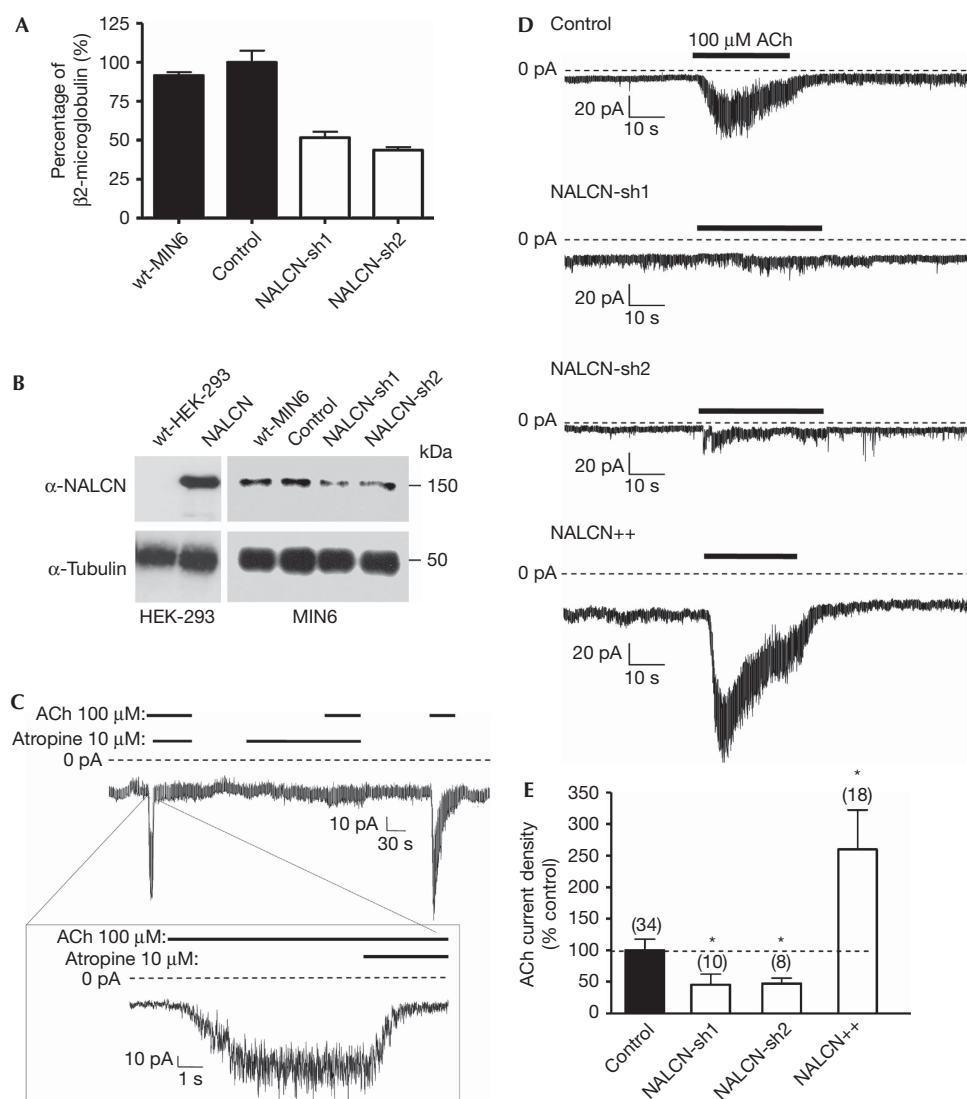 A
Percentage of
β2-microglobulin (%)
125
100
75
50
25
0
wt-MIN6
Control
NALCN-sh1
NALCN-sh2
B
wt-HEK-293
NALCN
wt-MIN6
Control
NALCN-sh1
NALCN-sh2
kDa
α-NALCN
150
α-Tubulin
50
HEK-293
MIN6
C
ACh 100 μM:
Atropine 10 μM:
0 pA
10 pA
30 s
ACh 100 μM:
Atropine 10 μM:
0 pA
10 pA
1 s
D
Control
100 μM ACh
0 pA
20 pA
10 s
NALCN-sh1
0 pA
20 pA
10 s
NALCN-sh2
0 pA
20 pA
10 s
NALCN++
0 pA
20 pA
10 s
E
ACh current density
(% control)
350
300
250
200
150
100
50
0
(34)
*
(10)
*
(8)
*
(18)
Control
NALCN-sh1
NALCN-sh2
NALCN++